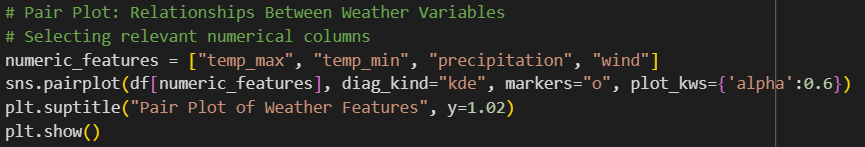 # Pair Plot: Relationships Between Weather Variables
# Selecting relevant numerical columns
numeric_features = ["temp_max", "temp_min", "precipitation", "wind"]
sns.pairplot(df[numeric_features], diag_kind="kde", markers="o", plot_kws={'alpha':0.6})
plt.suptitle("Pair Plot of Weather Features", y=1.02)
plt.show()